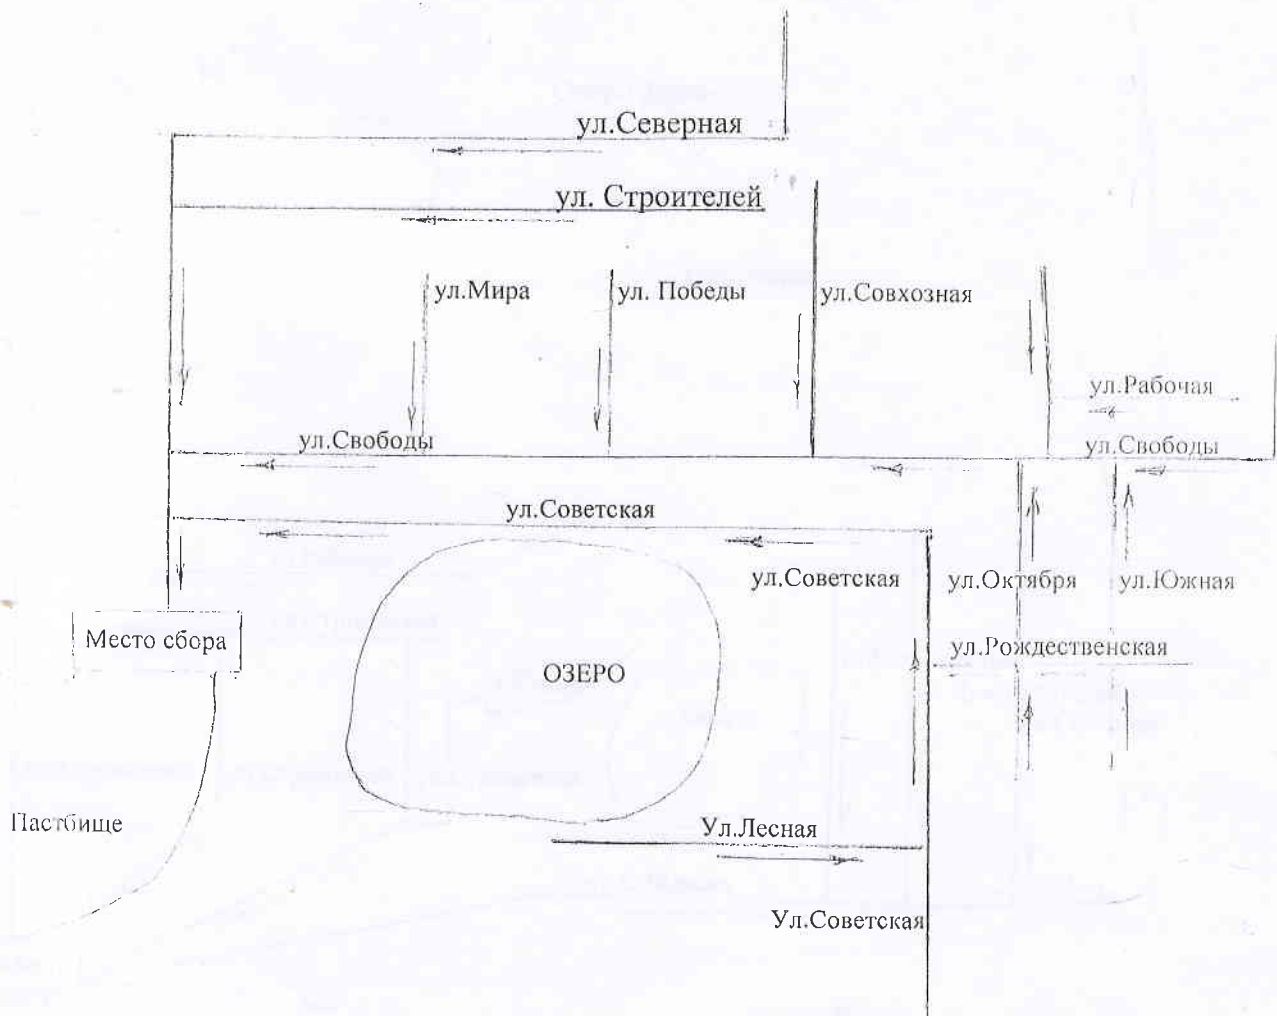 ул.Северная
ул. Строителей
ул.Мира
ул. Победы
ул.Совхозная
ул.Рабочая
ул.Свободы
ул.Свободы
ул.Советская
ул.Советская
ул.Октября
ул.Южная
Место сбора
ул.Рождественская
ОЗЕРО
Пастбище
Ул.Лесная
Ул.Советская